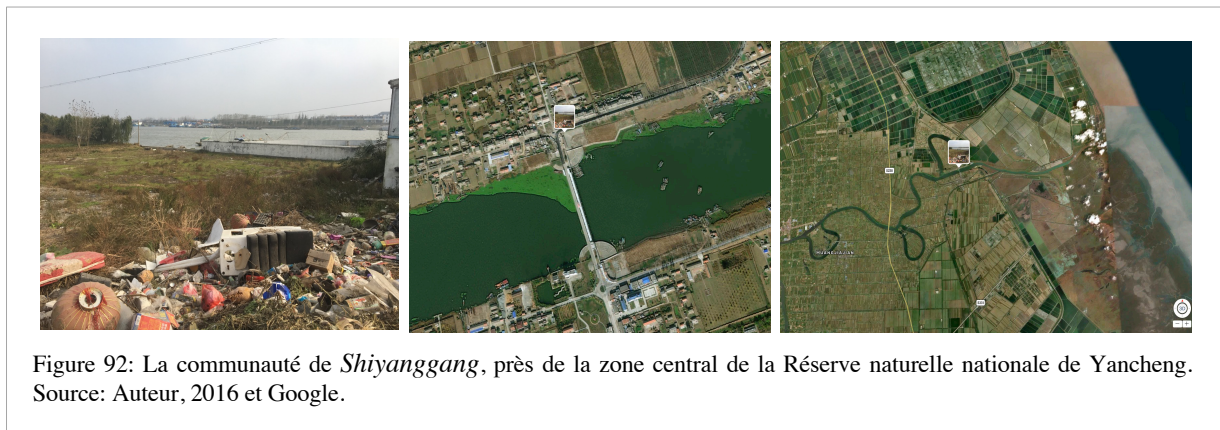 HUANGJIAJIAN
Figure 92: La communauté de Shiyanggang, près de la zone central de la Réserve naturelle nationale de Yancheng.
Source: Auteur, 2016 et Google.